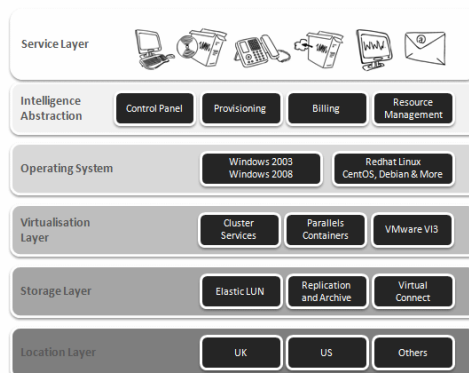 Service Layer
WWW
@
Intelligence
Abstraction
Control Panel
Provisioning
Billing
Resource
Management
Operating System
Windows 2003
Windows 2008
Redhat Linux
CentOS, Debian & More
Virtualisation
Layer
Cluster
Services
Parallels
Containers
VMware VI3
Storage Layer
Elastic LUN
Replication
and Archive
Virtual
Connect
Location Layer
UK
US
Others